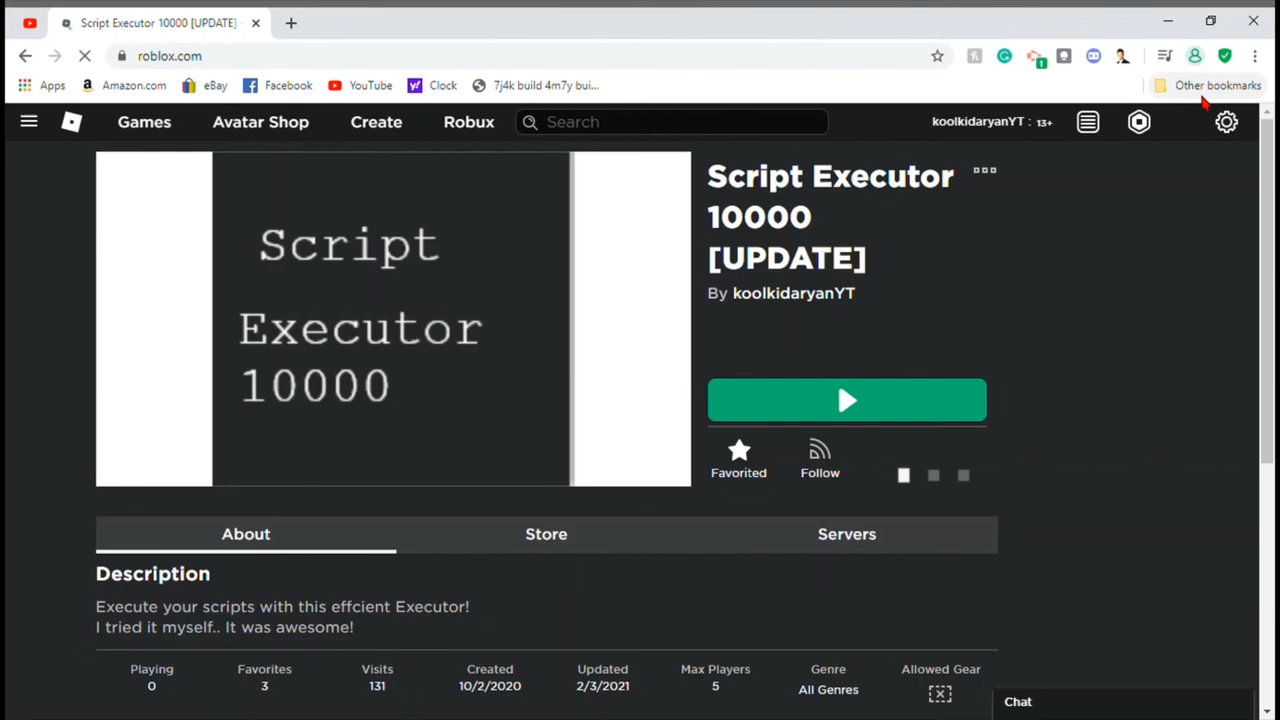 Script Executor 10000 [UPDATE]
roblox.com
1
Apps
Amazon.com
eBay
Facebook
YouTube
Clock
7j4k build 4m7y bui...
Other bookmarks
Games
Avatar Shop
Create
Robux
Search
koolkidaryanYT : 13+
Script
Executor
10000
Script Executor
10000
[UPDATE]
By koolkidaryanYT
Favorited
Follow
About
Store
Servers
Description
Execute your scripts with this effcient Executor!
I tried it myself.. It was awesome!
Playing
0
Favorites
3
Visits
131
Created
10/2/2020
Updated
2/3/2021
Max Players
5
Genre
All Genres
Allowed Gear
Chat